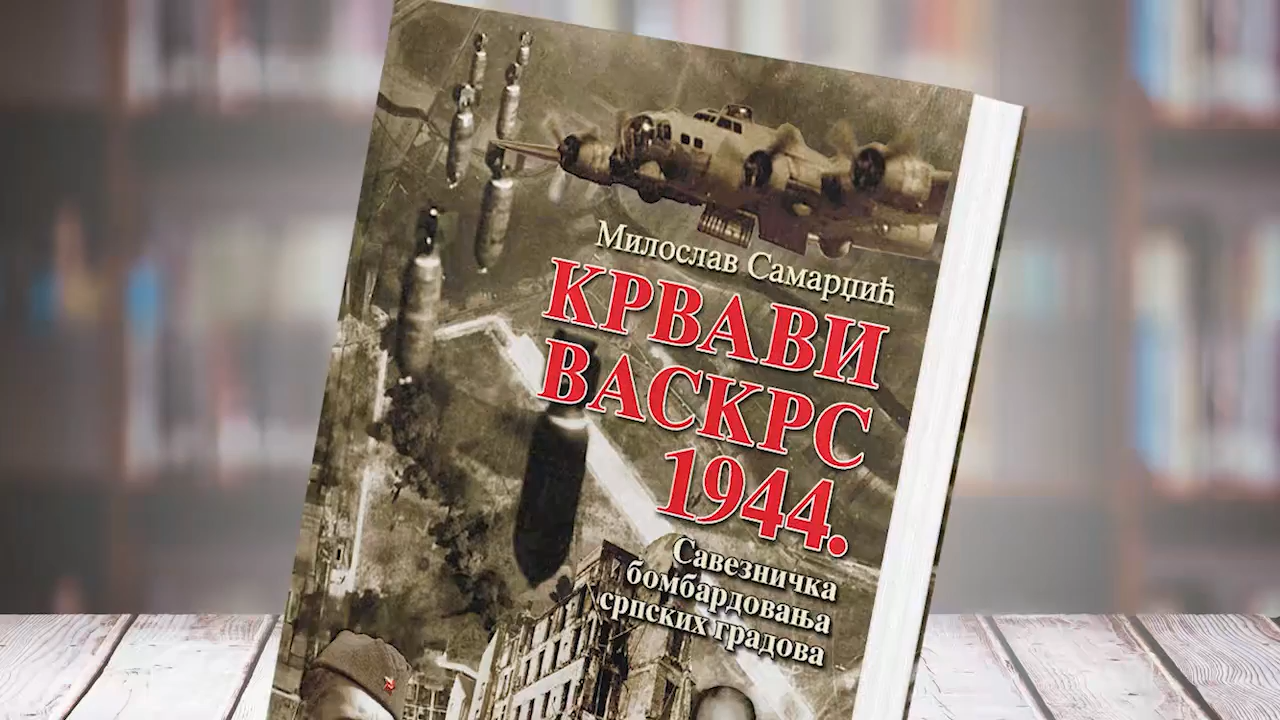 Милослав Самарџић
КРВАВИ
ВАСКРС
1944.
Савезничка
бомбардовања
српских градова